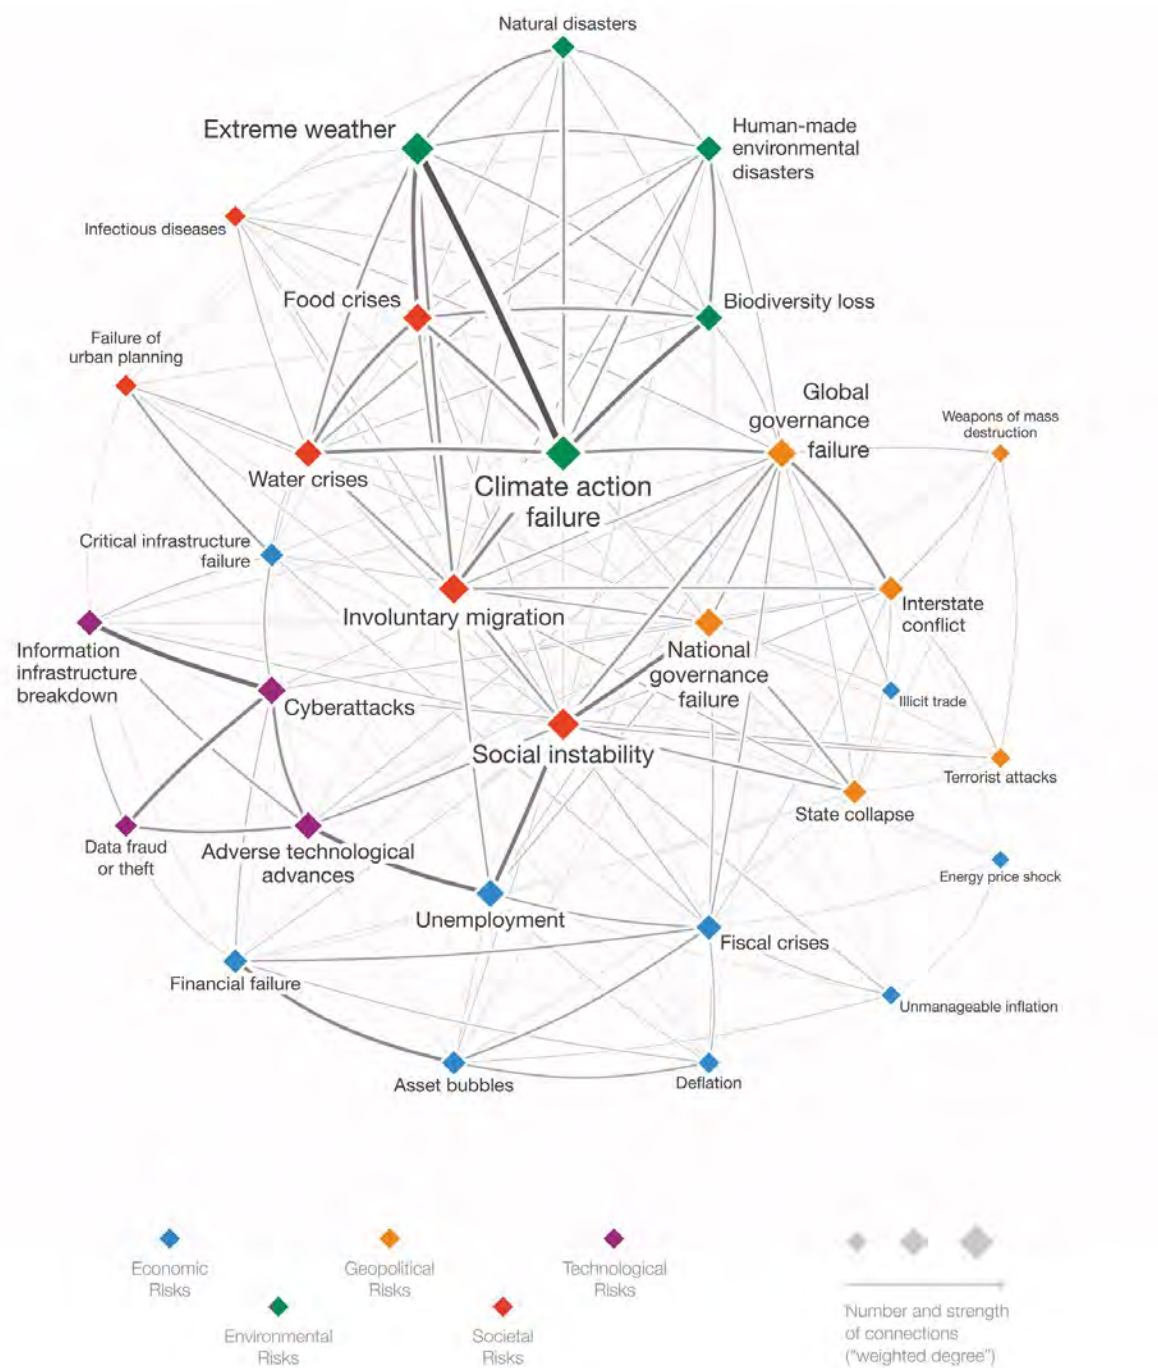 Natural disasters
Extreme weather
Human-made
environmental
disasters
Infectious diseases
Food crises
Biodiversity loss
Failure of
urban planning
Global
governance
failure
Weapons of mass
destruction
Water crises
Climate action
failure
Critical infrastructure
failure
Involuntary migration
Interstate
conflict
Information
infrastructure
breakdown
National
governance
failure
Illicit trade
Cyberattacks
Social instability
Terrorist attacks
State collapse
Data fraud
or theft
Adverse technological
advances
Energy price shock
Unemployment
Fiscal crises
Financial failure
Unmanageable inflation
Asset bubbles
Deflation
Economic
Risks
Geopolitical
Risks
Technological
Risks
Environmental
Risks
Societal
Risks
Number and strength
of connections
("weighted degree")